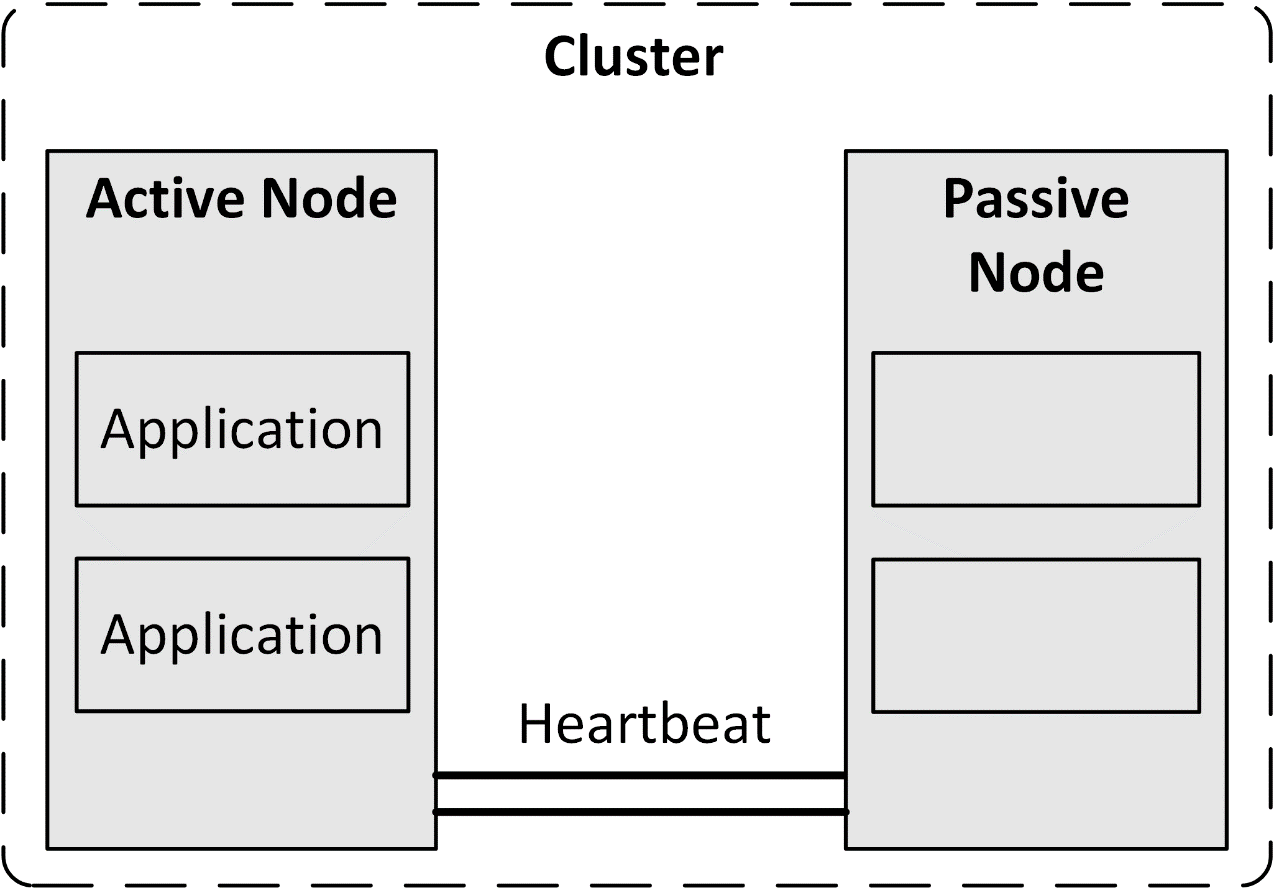 Cluster
Active Node
Passive
Node
Application
Application
Heartbeat